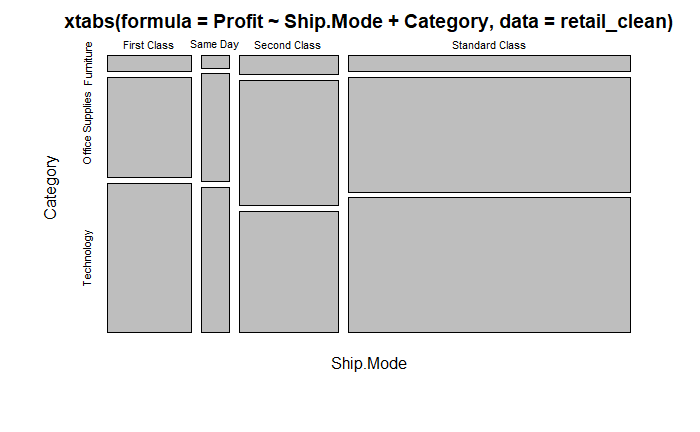 xtabs(formula = Profit ~ Ship.Mode + Category, data = retail_clean)
First Class
Same Day
Second Class
Standard Class
Furniture
Office Supplies
Technology
Category
Ship.Mode